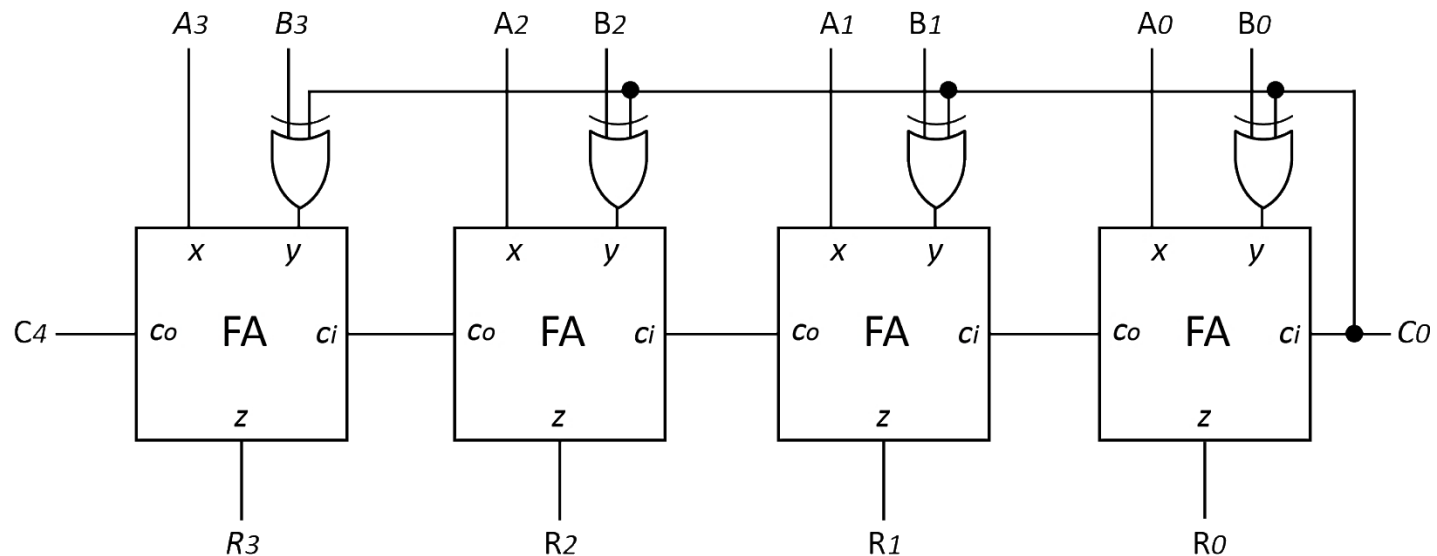 A3 B3 A2 B2 A1 B1 A0 B0
x y x y x y x y
C4 co FA ci co FA ci co FA ci co FA ci C0
z z z z
R3 R2 R1 R0